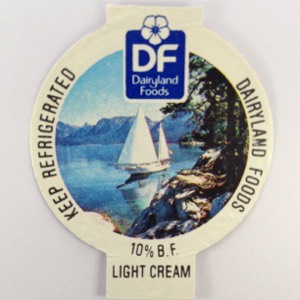 DF
Dairyland
Foods
KEEP REFRIGERATED
DAIRYLAND FOODS
10% B.F.
LIGHT CREAM